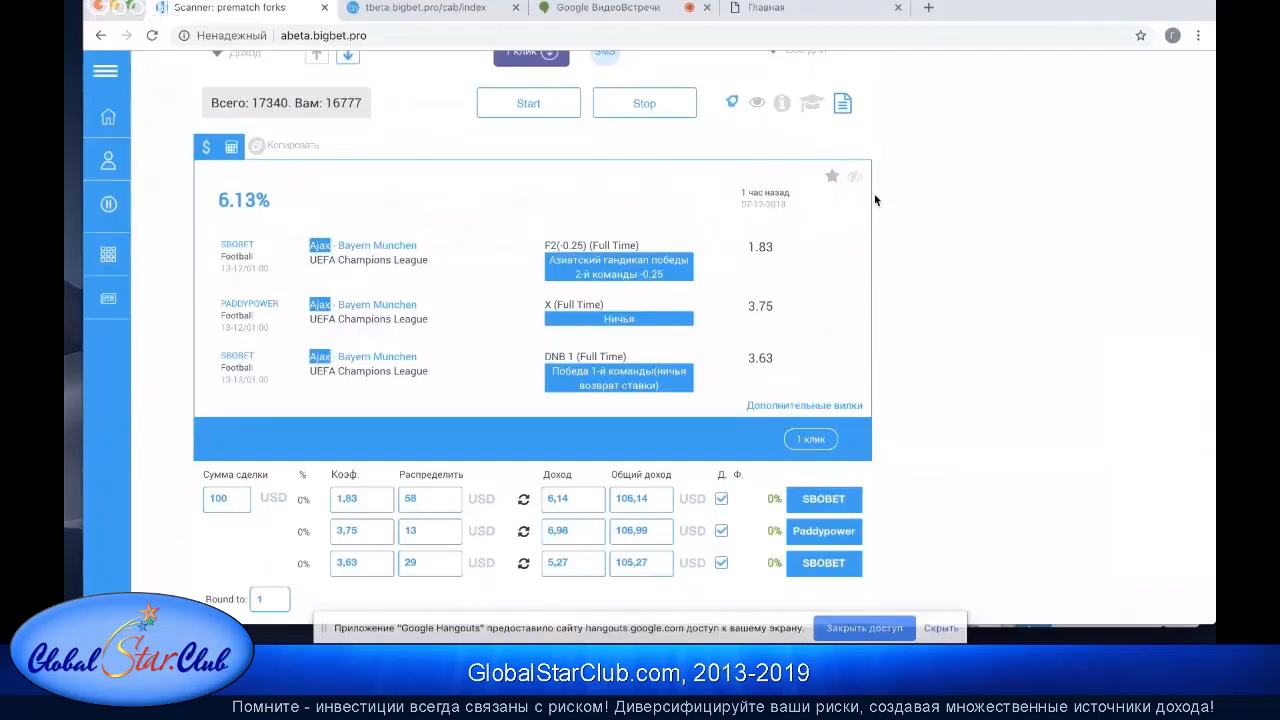 Scanner: prematch forks
tbeta.bigbet.pro/cab/index
Google ВидеоВстречи
Главная
Ненадежный
abeta.bigbet.pro
Доход
1 клик
SMS
Все дни
Всего: 17340. Вам: 16777
Start
Stop
$
Копировать
6.13%
1 час назад
07-12-2018
SBOBET
Football
13-12/01:00
Ajax - Bayern Munchen
UEFA Champions League
F2(-0.25) (Full Time)
Азиатский гандикап победы
2-й команды -0.25
1.83
PADDYPOWER
Football
13-12/01:00
Ajax - Bayern Munchen
UEFA Champions League
X (Full Time)
Ничья
3.75
SBOBET
Football
13-12/01:00
Ajax - Bayern Munchen
UEFA Champions League
DNB 1 (Full Time)
Победа 1-й команды(ничья
возврат ставки)
3.63
Дополнительные вилки
1 клик
Сумма сделки % Коэф. Распределить Доход Общий доход Д. Ф.
100 USD 0% 1,83 58 USD 6,14 106,14 USD 0% SBOBET
0% 3,75 13 USD 6,98 106,99 USD 0% Paddypower
0% 3,63 29 USD 5,27 105,27 USD 0% SBOBET
Round to: 1
Приложение "Google Hangouts" предоставило сайту hangouts.google.com доступ к вашему экрану.
Закрыть доступ
Скрыть
Global Star.Club
GlobalStarClub.com, 2013-2019
Помните - инвестиции всегда связаны с риском! Диверсифицируйте ваши риски, создавая множественные источники дохода!